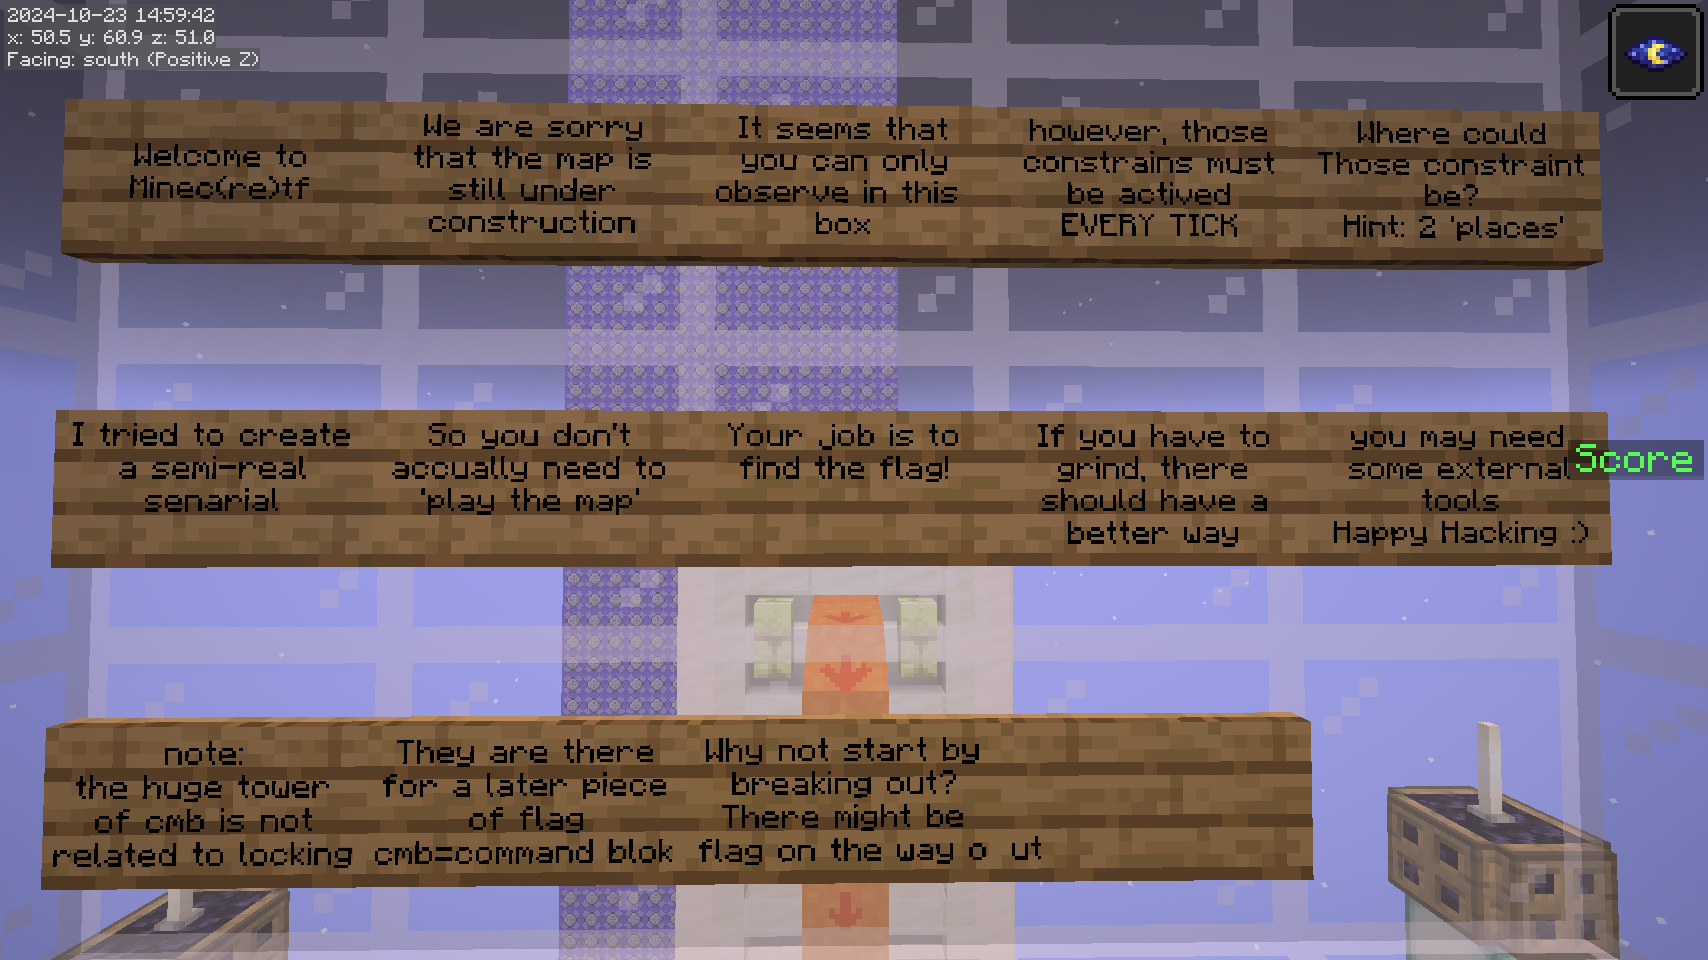 2024-10-23 14:59:42
x: 50.5 y: 60.9 z: 51.0
Facing: south (Positive Z)
Welcome to
Minec(re)tf
We are sorry
that the map is
still under
construction
It seems that
you can only
observe in this
box
however, those
constrains must
be actived
EVERY TICK
Where could
Those constraint
be?
Hint: 2 'places'
I tried to create
a semi-real
senarial
So you don't
accually need to
'play the map'
Your job is to
find the flag!
If you have to
grind, there
should have a
better way
you may need
some external
tools
Happy Hacking :)
Score
note:
the huge tower
of cmb is not
related to locking
They are there
for a later piece
of flag
cmb=command blok
Why not start by
breaking out?
There might be
flag on the way o ut